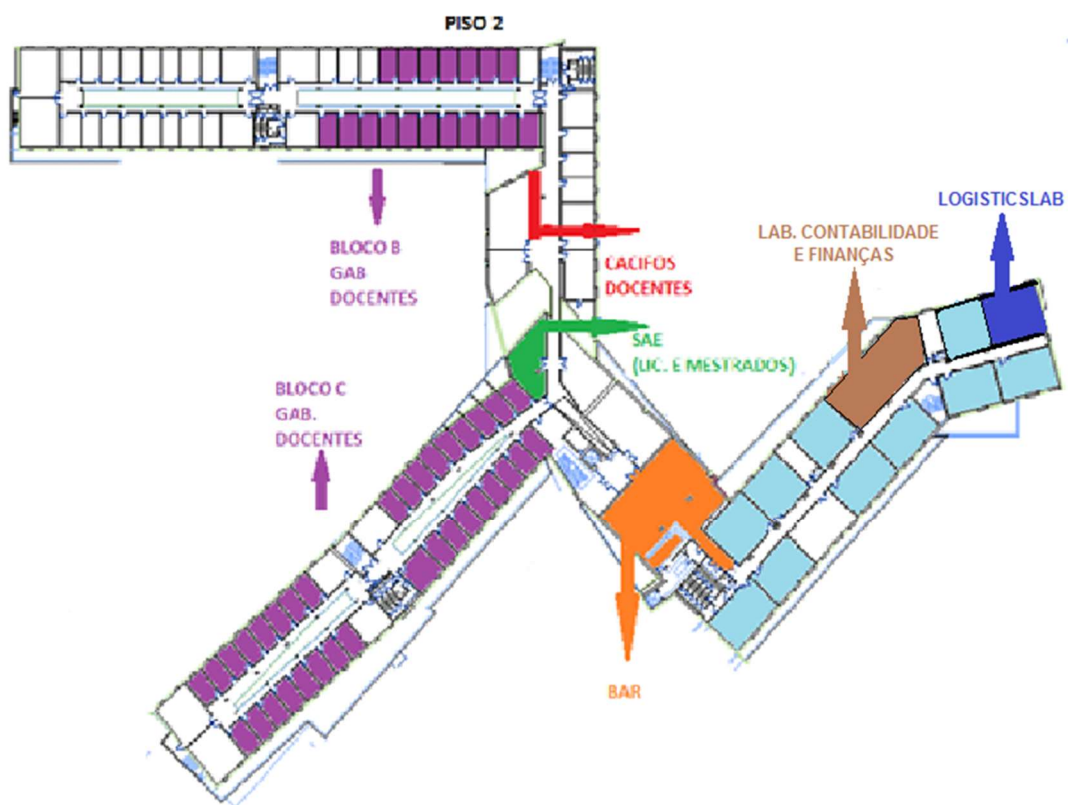 PISO 2
LOGISTICSLAB
LAB. CONTABILIDADE
E FINANÇAS
BLOCO B
GAB
DOCENTES
CACIFOS
DOCENTES
SAE
(LIC. E MESTRADOS)
BLOCO C
GAB.
DOCENTES
BAR